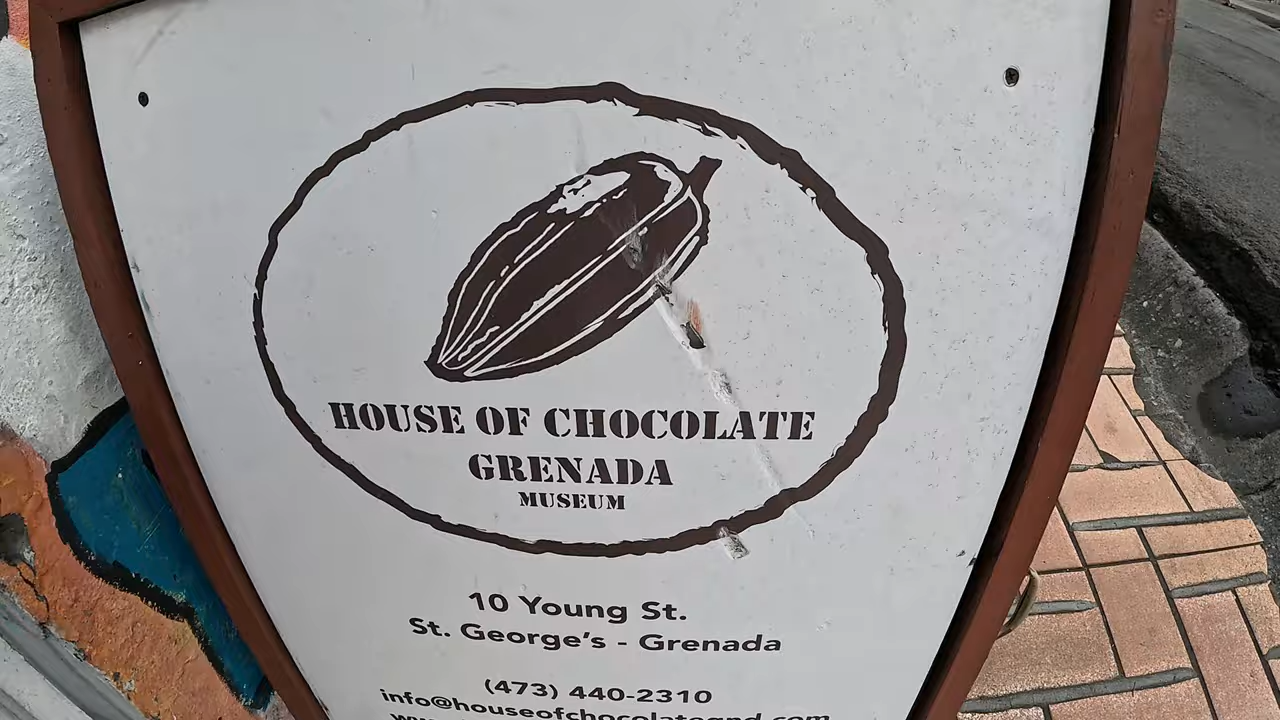 HOUSE OF CHOCOLATE
GRENADA
MUSEUM
10 Young St.
St. George's - Grenada
(473) 440-2310
info@houseofchocolategnd.com